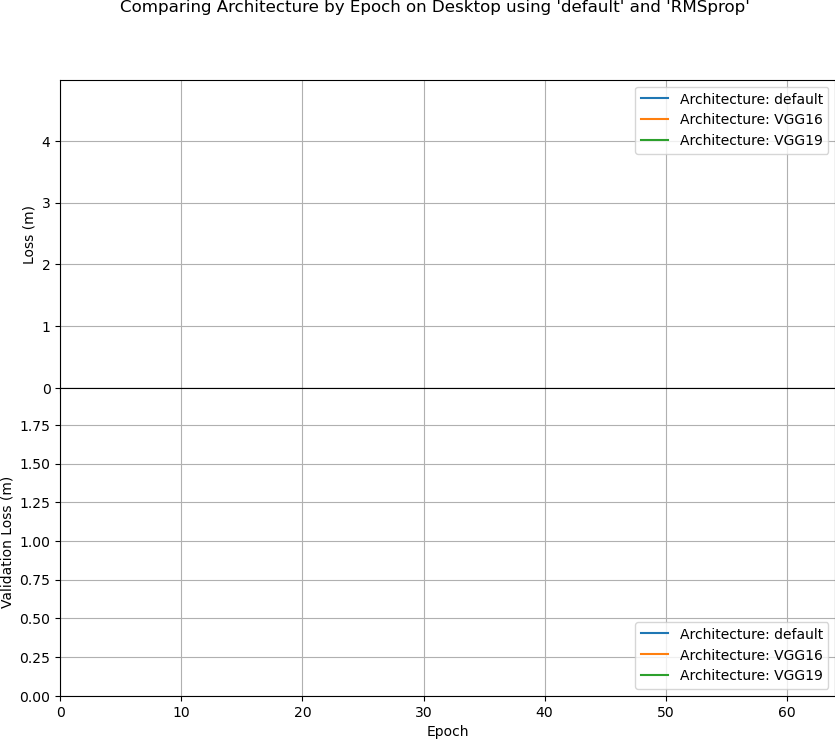 Comparing Architecture by Epoch on Desktop using 'default' and 'RMSprop'
Architecture: default
Architecture: VGG16
Architecture: VGG19
4
3
2
1
0
Loss (m)
1.75
1.50
1.25
1.00
0.75
0.50
0.25
0.00
Validation Loss (m)
Architecture: default
Architecture: VGG16
Architecture: VGG19
0 10 20 30 40 50 60
Epoch